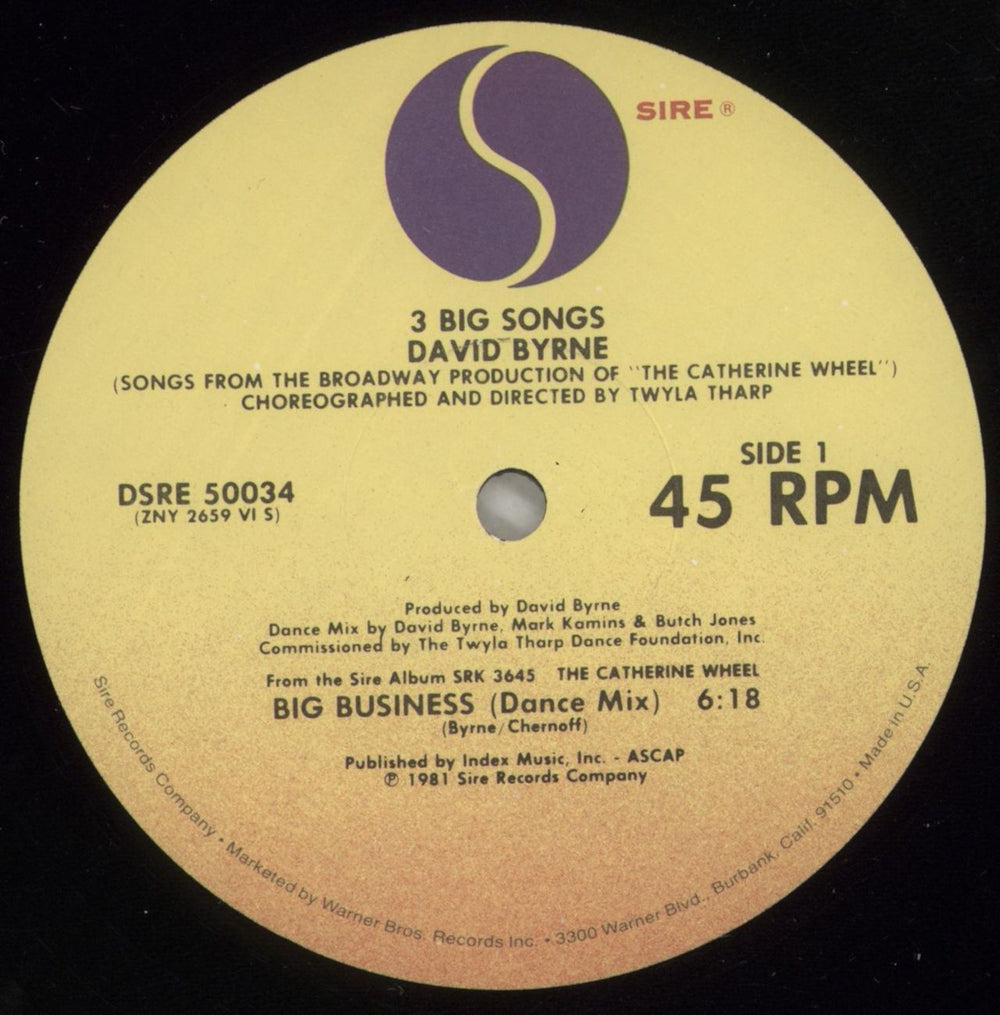 SIRE ®
3 BIG SONGS
DAVID BYRNE
(SONGS FROM THE BROADWAY PRODUCTION OF "THE CATHERINE WHEEL")
CHOREOGRAPHED AND DIRECTED BY TWYLA THARP
SIDE 1
DSRE 50034
45 RPM
(ZNY 2659 VI S)
Produced by David Byrne
Dance Mix by David Byrne, Mark Kamins & Butch Jones
Commissioned by The Twyla Tharp Dance Foundation, Inc.
From the Sire Album SRK 3645 THE CATHERINE WHEEL
BIG BUSINESS (Dance Mix) 6:18
(Byrne/Chernoff)
Published by Index Music, Inc. - ASCAP
℗ 1981 Sire Records Company
Sire Records Company • Marketed by Warner Bros. Records Inc. • 3300 Warner Blvd., Burbank, Calif. 91510 • Made in U.S.A.